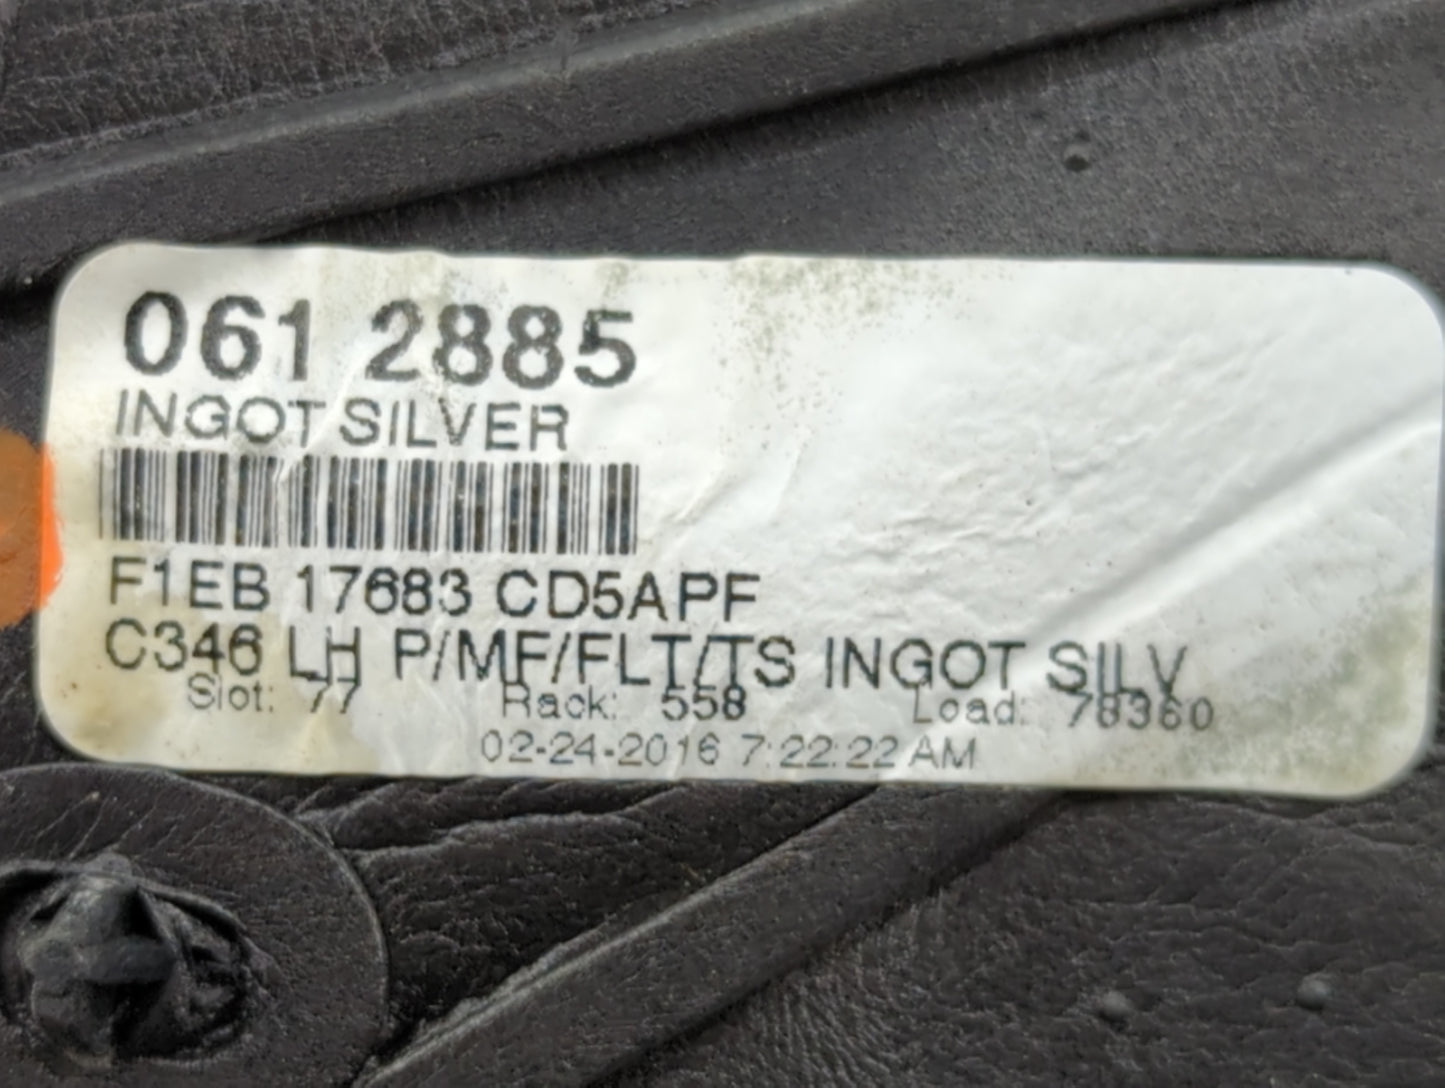 061 2885
INGOT SILVER
F1EB 17683 CD5APF
C346 LH P/MF/FLT/TS INGOT SILV
Slot: 77 Rack: 558 Load: 78360
02-24-2016 7:22:22 AM